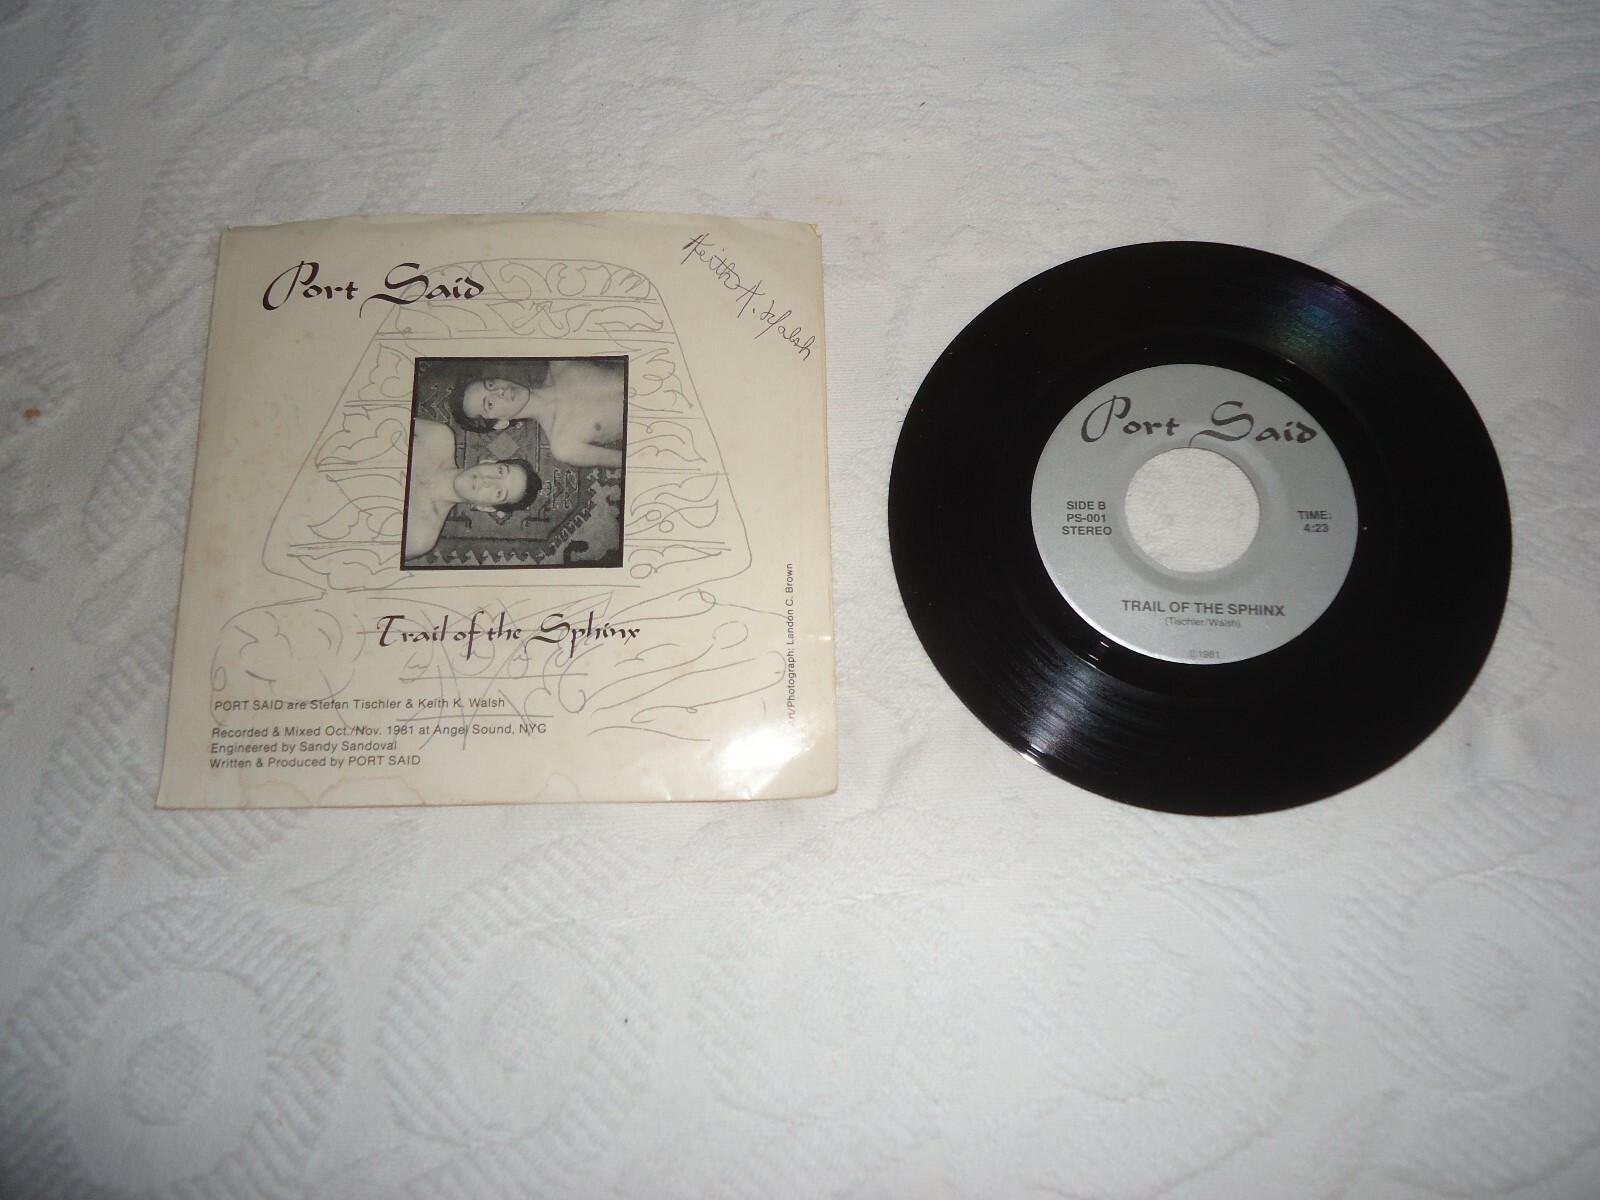 Port Said
Keith K. Walsh
Trail of the Sphinx
PORT SAID are Stefan Tischler & Keith K. Walsh
Recorded & Mixed Oct./Nov. 1981 at Angel Sound, NYC
Engineered by Sandy Sandoval
Written & Produced by PORT SAID
Art/Photograph: Landon C. Brown
Port Said
SIDE B
PS-001
STEREO
TIME:
4:23
TRAIL OF THE SPHINX
(Tischler/Walsh)
℗1981